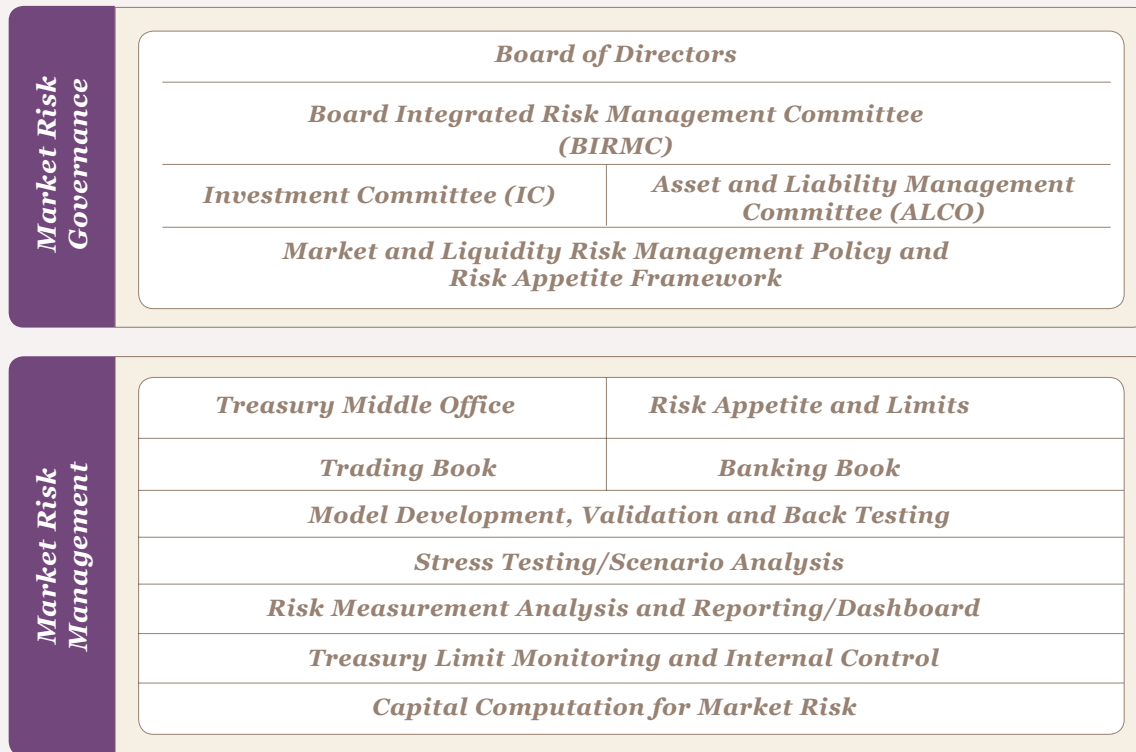 Market Risk
Governance
Board of Directors
Board Integrated Risk Management Committee
(BIRMC)
Investment Committee (IC)
Asset and Liability Management
Committee (ALCO)
Market and Liquidity Risk Management Policy and
Risk Appetite Framework
Market Risk
Management
Treasury Middle Office
Risk Appetite and Limits
Trading Book
Banking Book
Model Development, Validation and Back Testing
Stress Testing/Scenario Analysis
Risk Measurement Analysis and Reporting/Dashboard
Treasury Limit Monitoring and Internal Control
Capital Computation for Market Risk